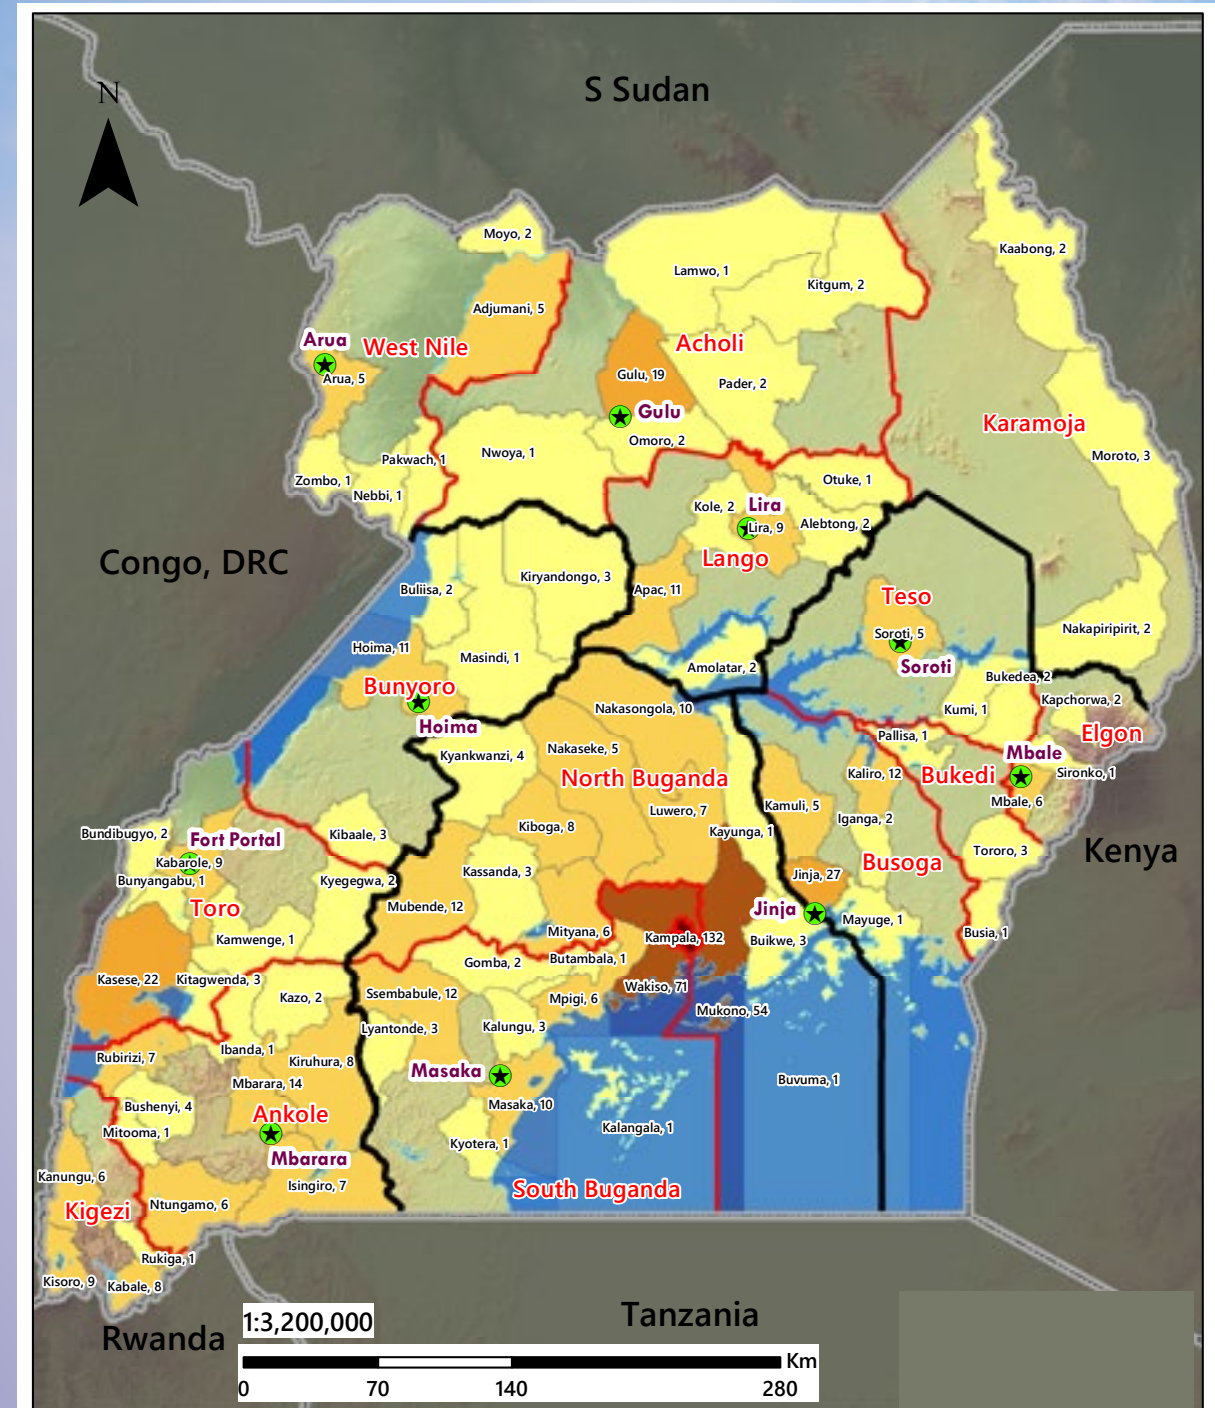 S Sudan
N
Moyo, 2
Kaabong, 2
Lamwo, 1
Kitgum, 2
Adjumani, 5
Arua
West Nile
Acholi
Arua, 5
Gulu, 19
Pader, 2
Gulu
Karamoja
Omoro, 2
Nwoya, 1
Pakwach, 1
Moroto, 3
Zombo, 1
Nebbi, 1
Otuke, 1
Kole, 2
Lira
Lira, 9
Alebtong, 2
Congo, DRC
Lango
Kiryandongo, 3
Buliisa, 2
Apac, 11
Teso
Soroti, 5
Nakapiripirit, 2
Hoima, 11
Masindi, 1
Amolatar, 2
Soroti
Bukedea, 2
Bunyoro
Kapchorwa, 2
Nakasongola, 10
Kumi, 1
Hoima
Elgon
Pallisa, 1
Kyankwanzi, 4
Nakaseke, 5
Mbale
North Buganda
Bukedi
Kaliro, 12
Sironko, 1
Mbale, 6
Luwero, 7
Kamuli, 5
Iganga, 2
Kiboga, 8
Kayunga, 1
Bundibugyo, 2
Fort Portal
Kibaale, 3
Tororo, 3
Kenya
Kabarole, 9
Busoga
Kassanda, 3
Jinja, 27
Bunyangabu, 1
Kyegegwa, 2
Toro
Mubende, 12
Jinja
Mayuge, 1
Mityana, 6
Kampala, 132
Buikwe, 3
Busia, 1
Kamwenge, 1
Gomba, 2
Butambala, 1
Kasese, 22
Kitagwenda, 3
Wakiso, 71
Kazo, 2
Ssembabule, 12
Mpigi, 6
Mukono, 54
Lyantonde, 3
Kalungu, 3
Ibanda, 1
Rubirizi, 7
Kiruhura, 8
Masaka
Mbarara, 14
Buvuma, 1
Bushenyi, 4
Ankole
Masaka, 10
Mitooma, 1
Kalangala, 1
Kyotera, 1
Mbarara
Kanungu, 6
Isingiro, 7
South Buganda
Kigezi
Ntungamo, 6
Rukiga, 1
Kisoro, 9
Kabale, 8
Tanzania
1:3,200,000
Rwanda
Km
0 70 140 280